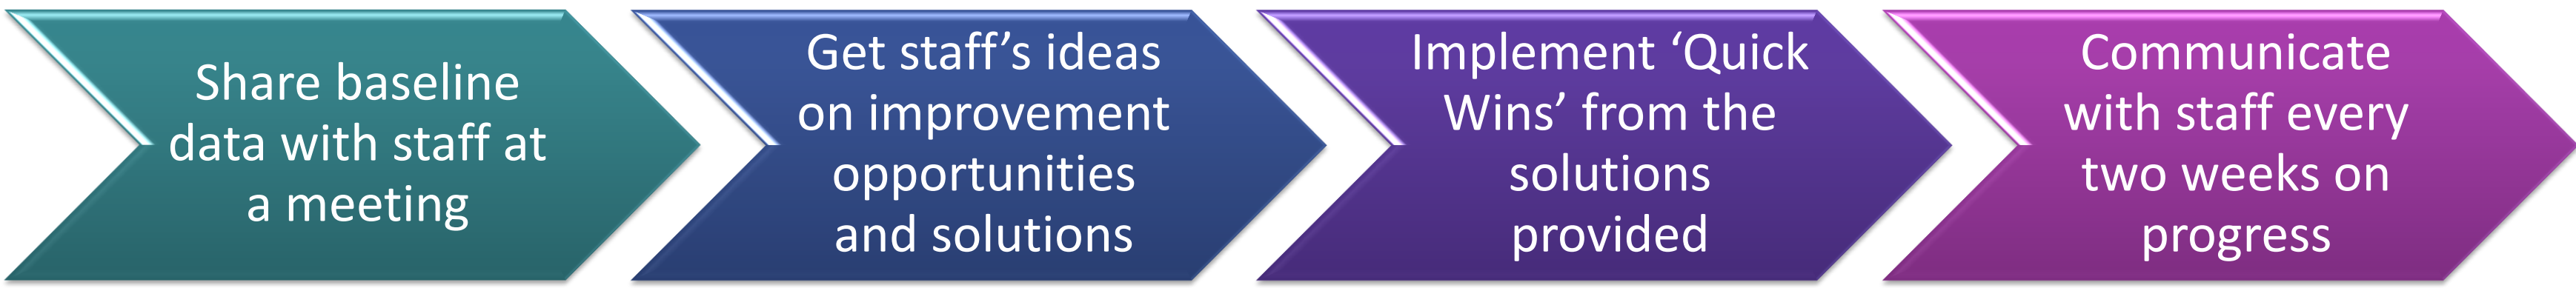 Share baseline
data with staff at
a meeting
Get staff’s ideas
on improvement
opportunities
and solutions
Implement ‘Quick
Wins’ from the
solutions
provided
Communicate
with staff every
two weeks on
progress